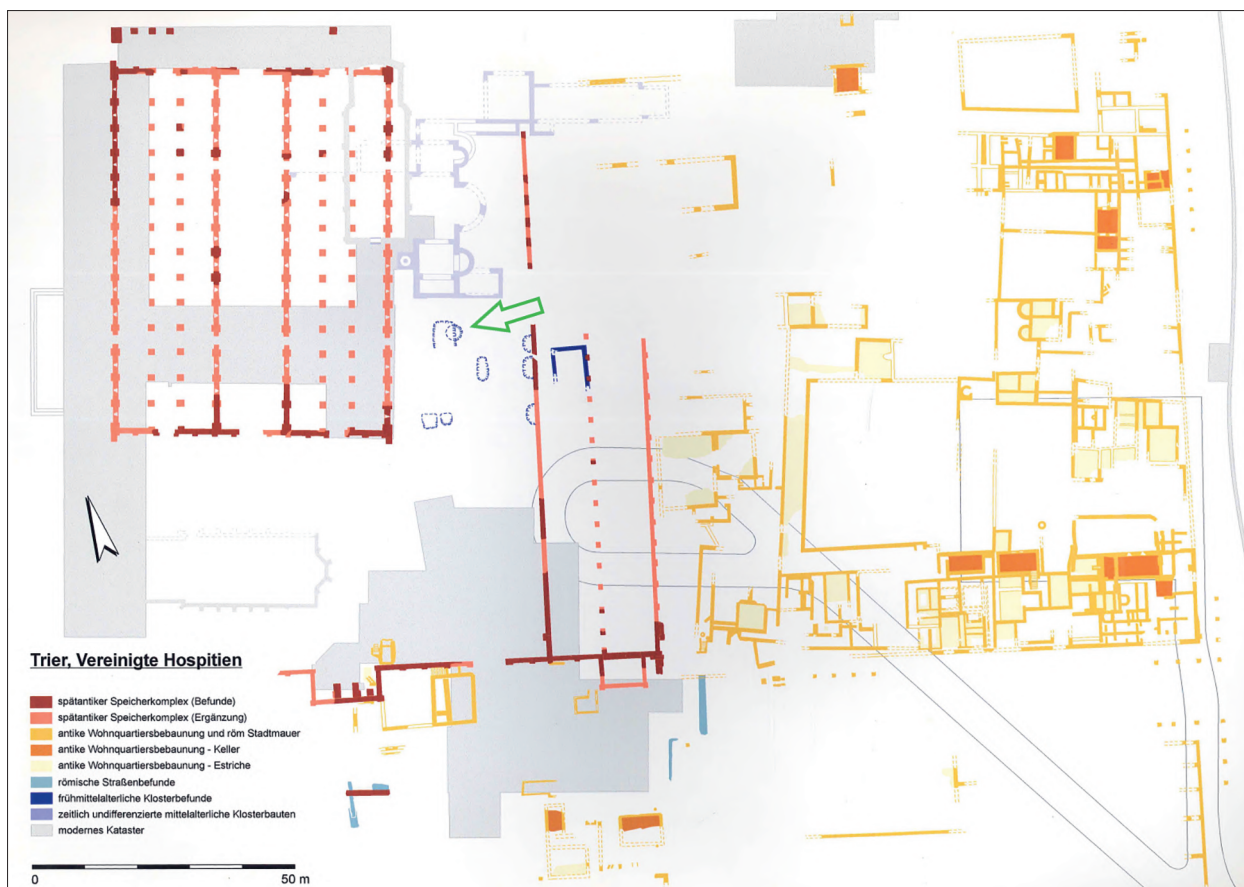 Trier, Vereinigte Hospitien
spätantiker Speicherkomplex (Befunde)
spätantiker Speicherkomplex (Ergänzung)
antike Wohnquartiersbebauung und röm Stadtmauer
antike Wohnquartiersbebauung - Keller
antike Wohnquartiersbebauung - Estriche
römische Straßenbefunde
frühmittelalterliche Klosterbefunde
zeitlich undifferenzierte mittelalterliche Klosterbauten
modernes Kataster
0 50 m